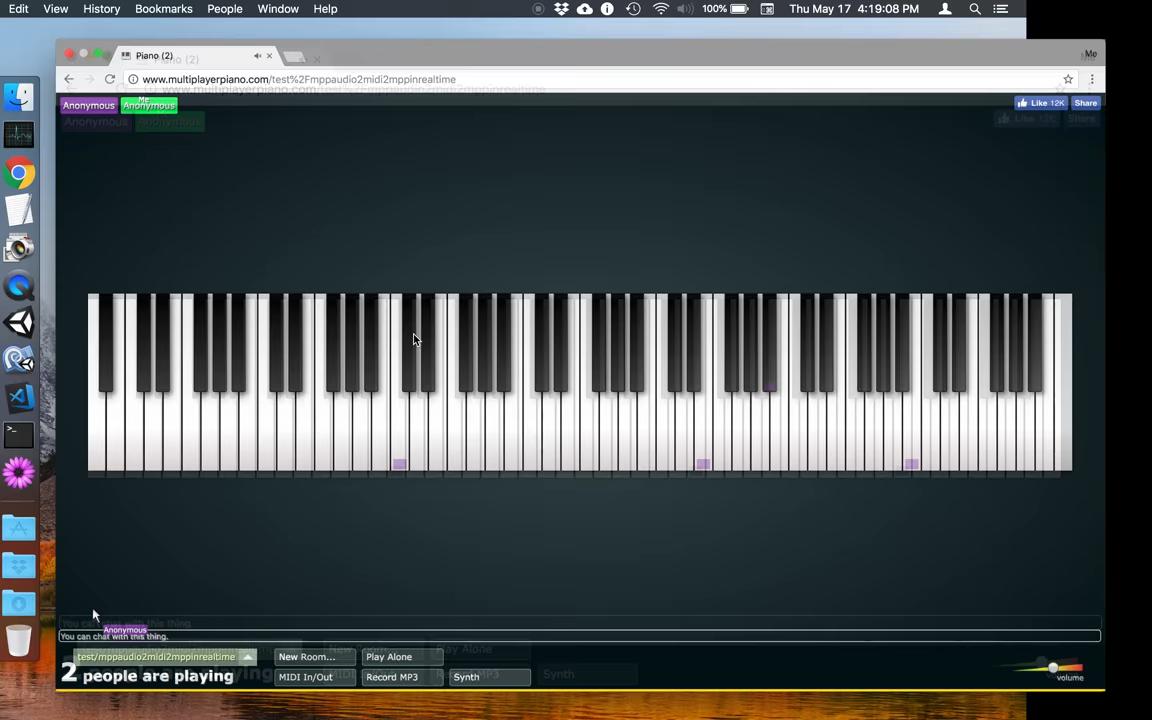 Edit View History Bookmarks People Window Help 100% Thu May 17 4:19:08 PM
Piano (2)
Me
www.multiplayerpiano.com/test%2Fmppaudio2midi2mppinrealtime
Anonymous
Me
Anonymous
Like 12K
Share
Anonymous
You can chat with this thing.
test/mppaudio2midi2mppinrealtime
New Room...
Play Alone
2 people are playing
MIDI In/Out
Record MP3
Synth
volume